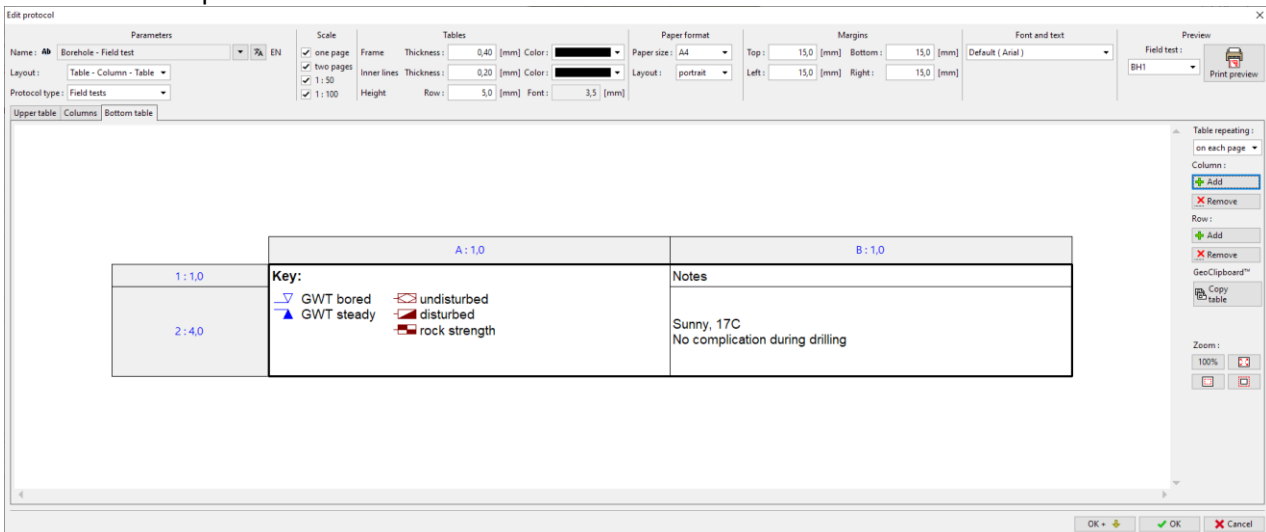 Edit protocol
Parameters
Name : Ab Borehole - Field test EN
Layout : Table - Column - Table
Protocol type : Field tests
Scale
one page
two pages
1 : 50
1 : 100
Tables
Frame Thickness : 0,40 [mm] Color :
Inner lines Thickness : 0,20 [mm] Color :
Height Row : 5,0 [mm] Font : 3,5 [mm]
Paper format
Paper size : A4
Layout : portrait
Margins
Top : 15,0 [mm] Bottom : 15,0 [mm]
Left : 15,0 [mm] Right : 15,0 [mm]
Font and text
Default ( Arial )
Preview
Field test :
BH1
Print preview
Upper table Columns Bottom table
A : 1,0 B : 1,0
1 : 1,0 Key: Notes
2 : 4,0
GWT bored undisturbed
GWT steady disturbed
rock strength
Sunny, 17C
No complication during drilling
Table repeating :
on each page
Column :
Add
Remove
Row :
Add
Remove
GeoClipboard™
Copy
table
Zoom :
100%
OK + OK Cancel